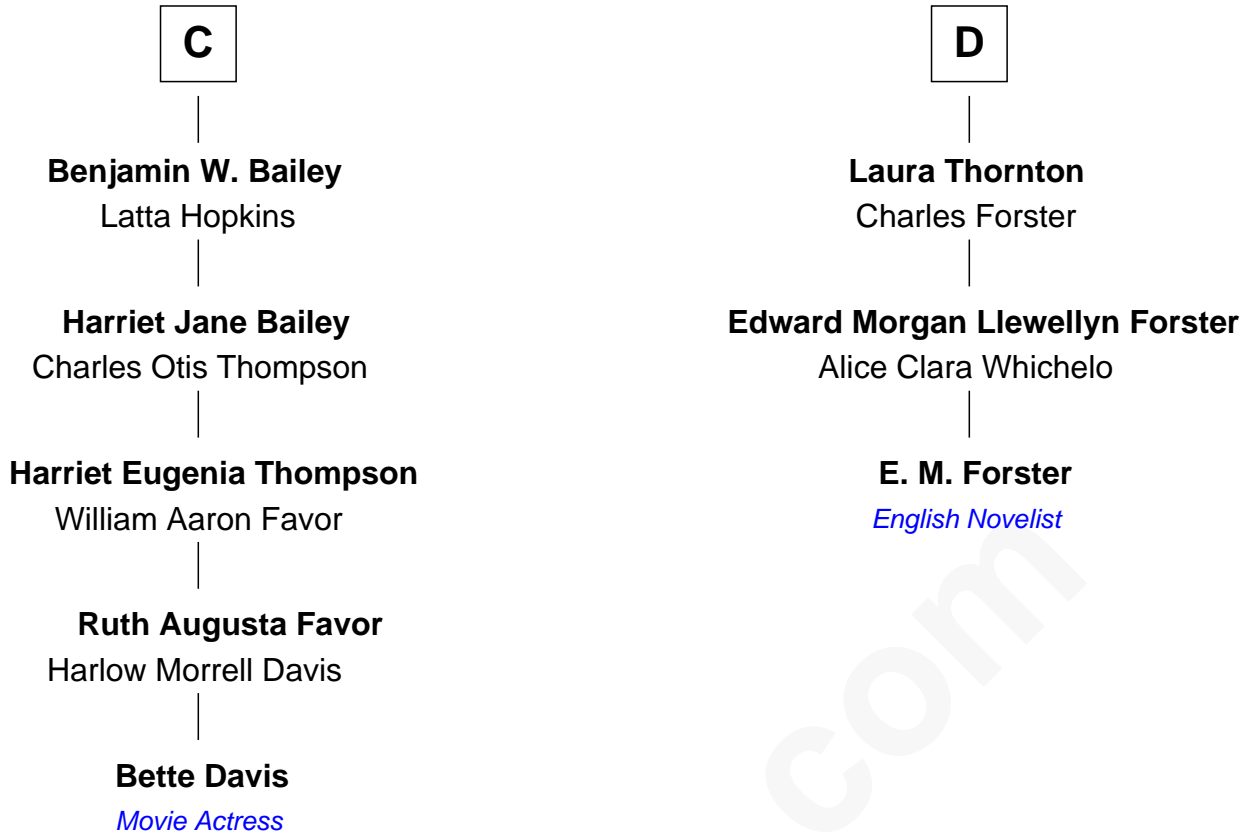 C
Benjamin W. Bailey
Latta Hopkins
Harriet Jane Bailey
Charles Otis Thompson
Harriet Eugenia Thompson
William Aaron Favor
Ruth Augusta Favor
Harlow Morrell Davis
Bette Davis
Movie Actress
D
Laura Thornton
Charles Forster
Edward Morgan Llewellyn Forster
Alice Clara Whichelo
E. M. Forster
English Novelist
com